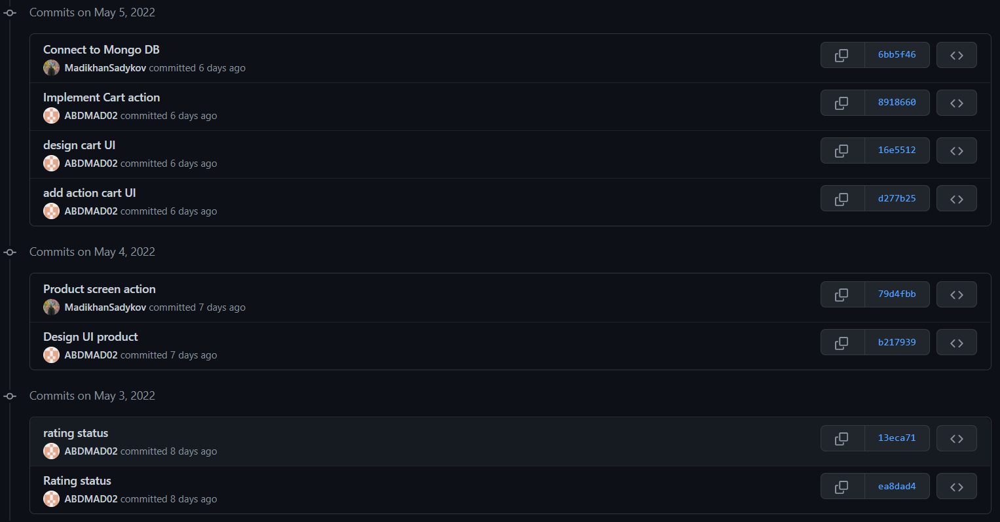 Commits on May 5, 2022
Connect to Mongo DB
6bb5f46
MadikhanSadykov committed 6 days ago
Implement Cart action
8918660
ABDMAD02 committed 6 days ago
design cart UI
16e5512
ABDMAD02 committed 6 days ago
add action cart UI
d277b25
ABDMAD02 committed 6 days ago
Commits on May 4, 2022
Product screen action
79d4fbb
MadikhanSadykov committed 7 days ago
Design UI product
b217939
ABDMAD02 committed 7 days ago
Commits on May 3, 2022
rating status
13eca71
ABDMAD02 committed 8 days ago
Rating status
ea8dad4
ABDMAD02 committed 8 days ago